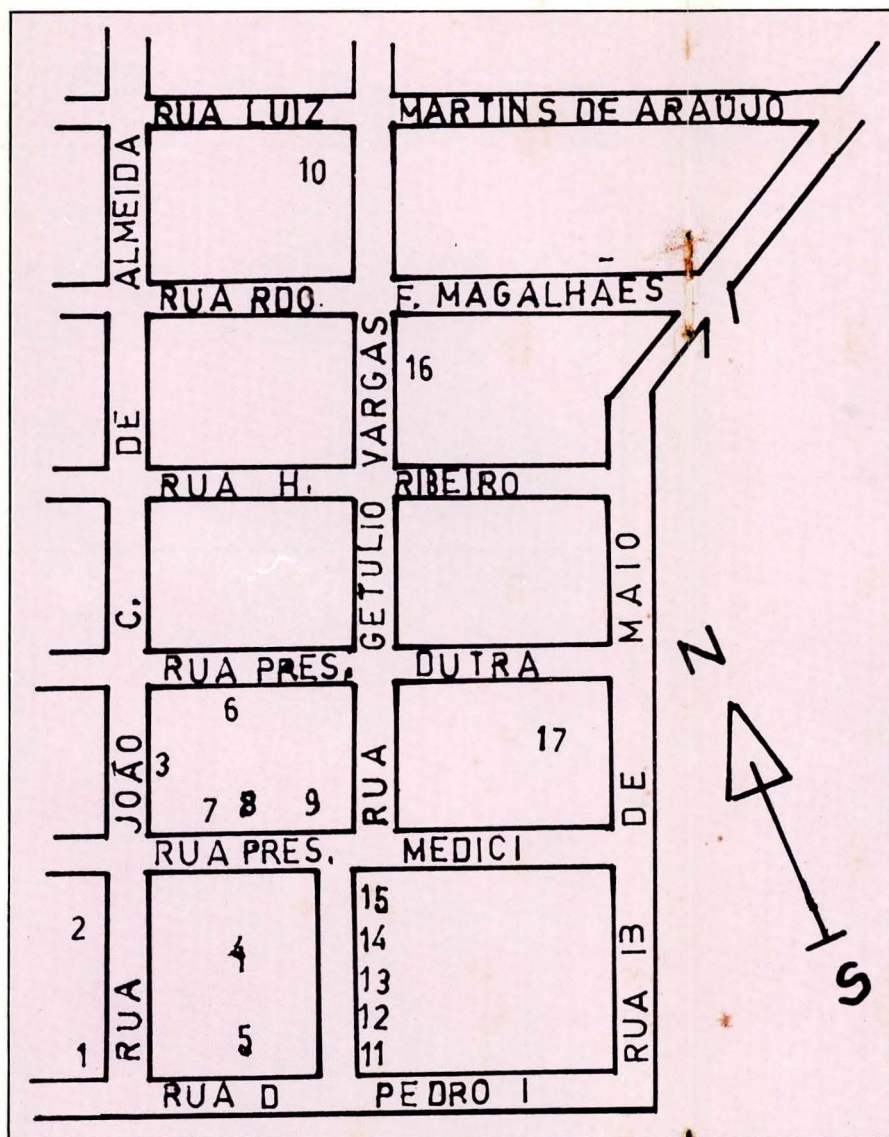 RUA LUIZ MARTINS DE ARAÚJO
10
RUA RDO. F. MAGALHAES
16
RUA H. RIBEIRO
RUA PRES. DUTRA
6
3
17
7 8 9
RUA PRES. MEDICI
2
4
1
5
15
14
13
12
11
RUA D PEDRO I
RUA JOÃO C. DE ALMEIDA
RUA GETULIO VARGAS
RUA 13 DE MAIO
N
S